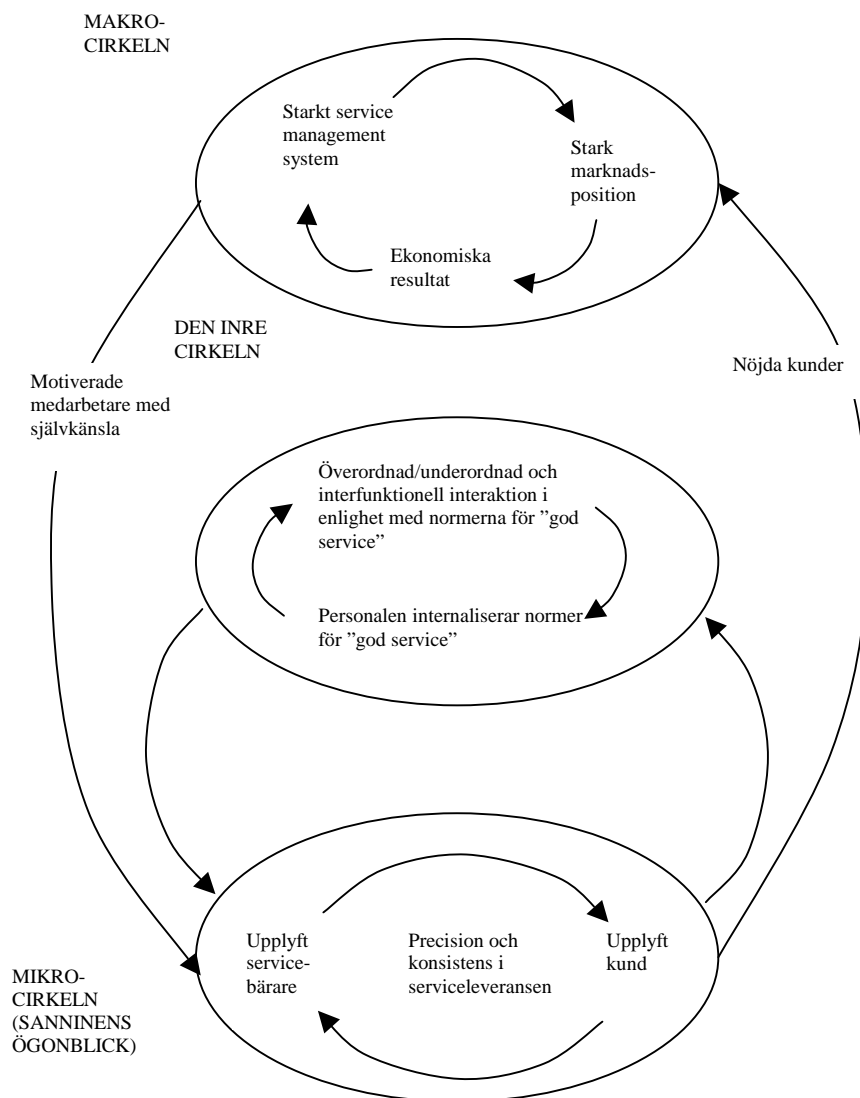 MAKRO-
CIRKELN
Starkt service
management
system
Stark
marknads-
position
Ekonomiska
resultat
DEN INRE
CIRKELN
Motiverade
medarbetare med
självkänsla
Nöjda kunder
Överordnad/underordnad och
interfunktionell interaktion i
enlighet med normerna för ”god
service”
Personalen internaliserar normer
för ”god service”
Upplyft
service-
bärare
Precision och
konsistens i
serviceleveransen
Upplyft
kund
MIKRO-
CIRKELN
(SANNINENS
ÖGONBLICK)